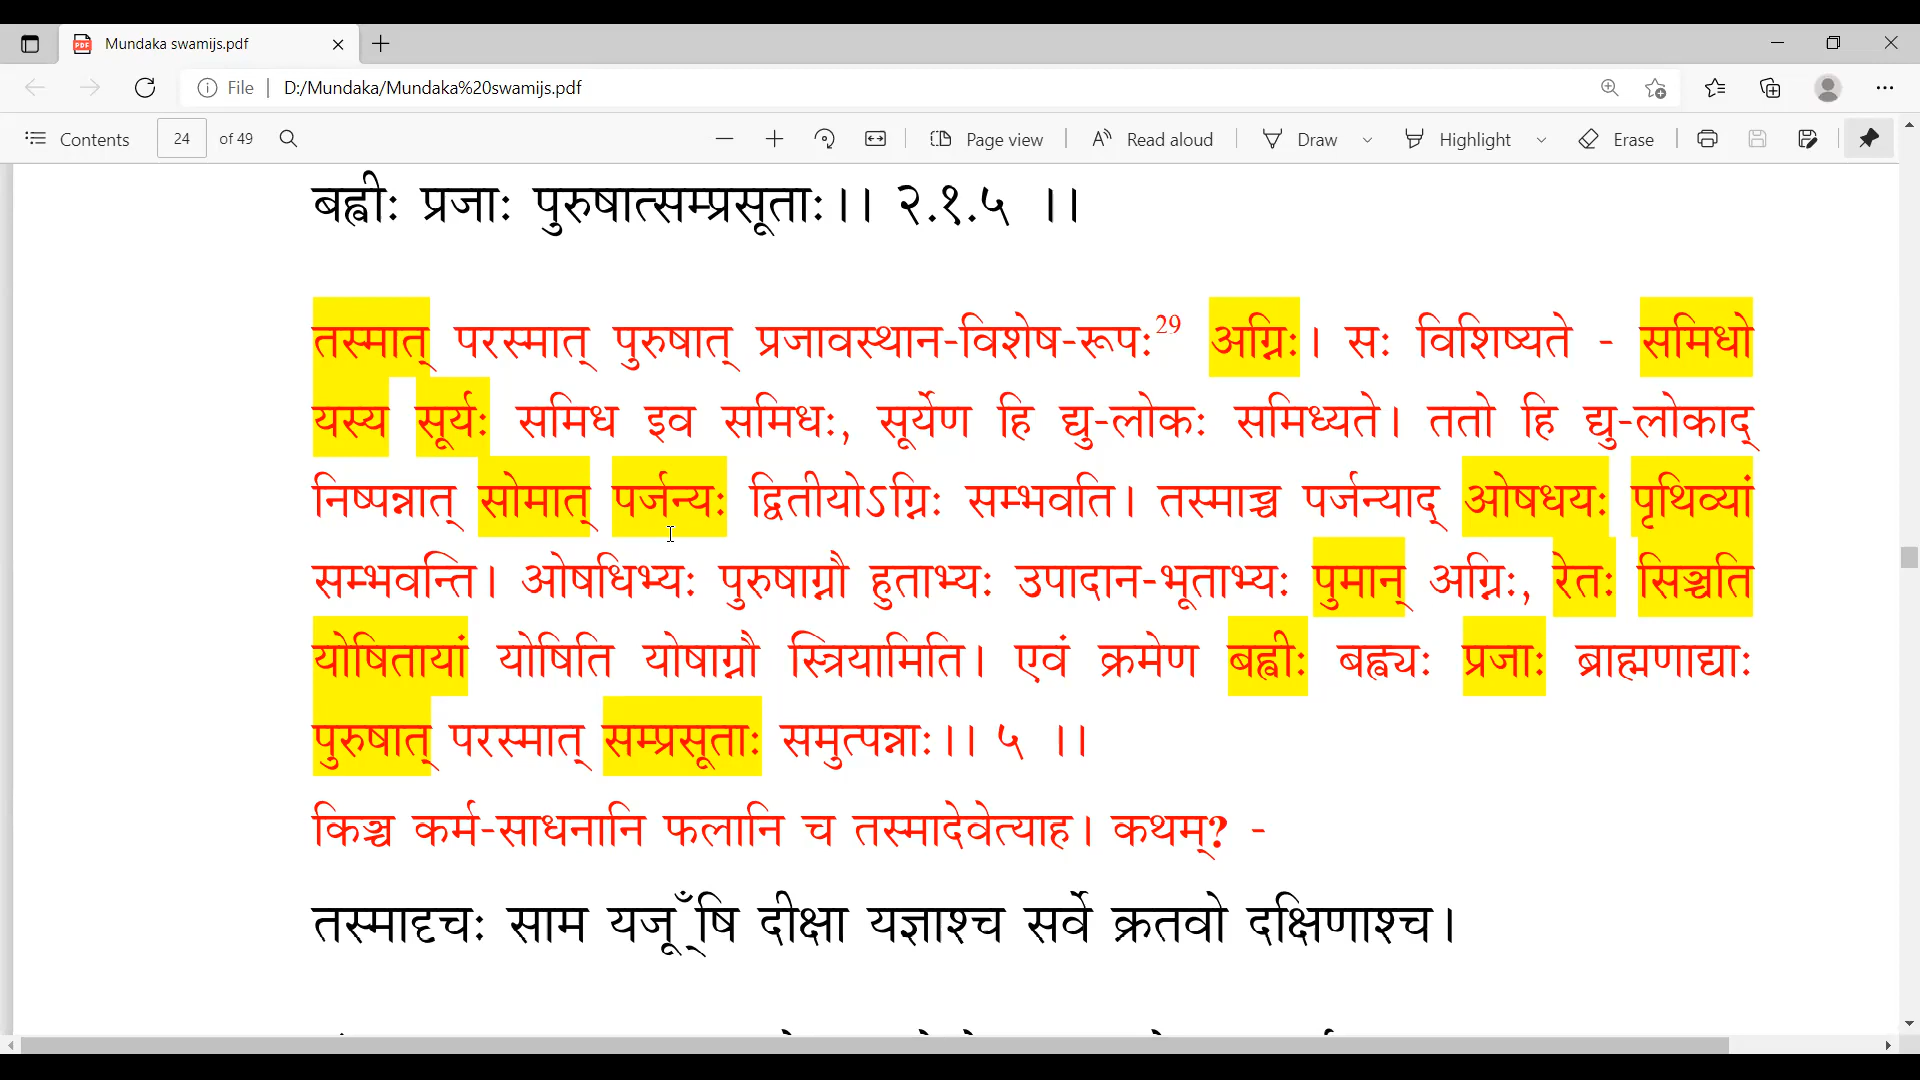 Mundaka swamijs.pdf
File | D:/Mundaka/Mundaka%20swamijs.pdf
Contents 24 of 49 Page view Read aloud Draw Highlight Erase
बह्वीः प्रजाः पुरुषात्सम्प्रसूताः।। २.१.५ ।।
तस्मात् परस्मात् पुरुषात् प्रजावस्थान-विशेष-रूपः29 अग्निः। सः विशिष्यते - समिधो
यस्य सूर्यः समिध इव समिधः, सूर्येण हि द्यु-लोकः समिध्यते। ततो हि द्यु-लोकाद्
निष्पन्नात् सोमात् पर्जन्यः द्वितीयोऽग्निः सम्भवति। तस्माच्च पर्जन्याद् ओषधयः पृथिव्यां
सम्भवन्ति। ओषधिभ्यः पुरुषाग्नौ हुताभ्यः उपादान-भूताभ्यः पुमान् अग्निः, रेतः सिञ्चति
योषितायां योषिति योषाग्नौ स्त्रियामिति। एवं क्रमेण बह्वीः बह्व्यः प्रजाः ब्राह्मणाद्याः
पुरुषात् परस्मात् सम्प्रसूताः समुत्पन्नाः।। ५ ।।
किञ्च कर्म-साधनानि फलानि च तस्मादेवेत्याह। कथम्? -
तस्मादृचः साम यजूँषि दीक्षा यज्ञाश्च सर्वे क्रतवो दक्षिणाश्च।